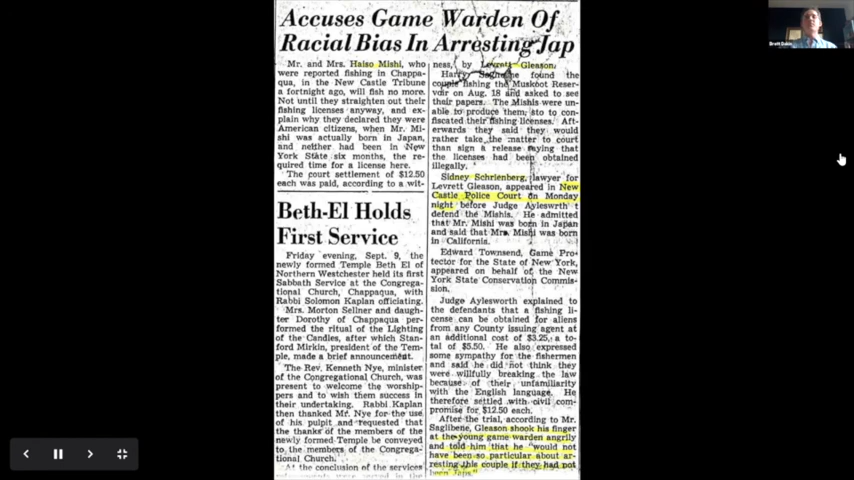 Accuses Game Warden Of
Racial Bias In Arresting Jap
Mr. and Mrs. Haiso Mishi, who
were reported fishing in Chappa-
qua, in the New Castle Tribune
a fortnight ago, will fish no more.
Not until they straighten out their
fishing licenses anyway, and ex-
plain why they declared they were
American citizens, when Mr. Mi-
shi was actually born in Japan,
and neither had been in New
York State six months, the re-
quired time for a license here.
The court settlement of $12.50
each was paid, according to a wit-
Beth-El Holds
First Service
Friday evening, Sept. 9, the
newly formed Temple Beth El of
Northern Westchester held its first
Sabbath Service at the Congrega-
tional Church, Chappaqua, with
Rabbi Solomon Kaplan officiating.
Mrs. Morton Sellner and daugh-
ter Dorothy of Chappaqua per-
formed the ritual of the Lighting
of the Candles, after which Stan-
ford Mirkin, president of the Tem-
ple, made a brief announcement.
The Rev. Kenneth Nye, minister
of the Congregational Church, was
present to welcome the worship-
pers and to wish them success in
their undertaking. Rabbi Kaplan
then thanked Mr. Nye for the use
of his pulpit and requested that
the thanks of the members of the
newly formed Temple be conveyed
to the members of the Congrega-
tional Church.
At the conclusion of the services
ness, by Levrett Gleason.
Harry found the
couple fishing the Muskoot Reser-
voir on Aug. 18 and asked to see
their papers. The Mishis were un-
able to produce them, sto to con-
fiscated their fishing licenses. Aft-
erwards they said they would
rather take the matter to court
than sign a release saying that
the licenses had been obtained
illegally.
Sidney Schrienberg, lawyer for
Levrett Gleason, appeared in New
Castle Police Court on Monday
night before Judge Aylesworth t
defend the Mishis. He admitted
that Mr. Mishi was born in Japan
and said that Mrs. Mishi was born
in California.
Edward Townsend, Game Pro-
tector for the State of New York,
appeared on behalf of the New
York State Conservation Commis-
sion.
Judge Aylesworth explained to
the defendants that a fishing li-
cense can be obtained for aliens
from any County issuing agent at
an additional cost of $3.25, a to-
tal of $5.50. He also expressed
some sympathy for the fishermen
and said he did not think they
were willfully breaking the law
because of their unfamiliarity
with the English language. He
therefore settled with civil com-
promise for $12.50 each.
After the trial, according to Mr.
Saglibene, Gleason shook his finger
at the young game warden angrily
and told him that he "would not
have been so particular about ar-
resting this couple if they had not
been Japs."